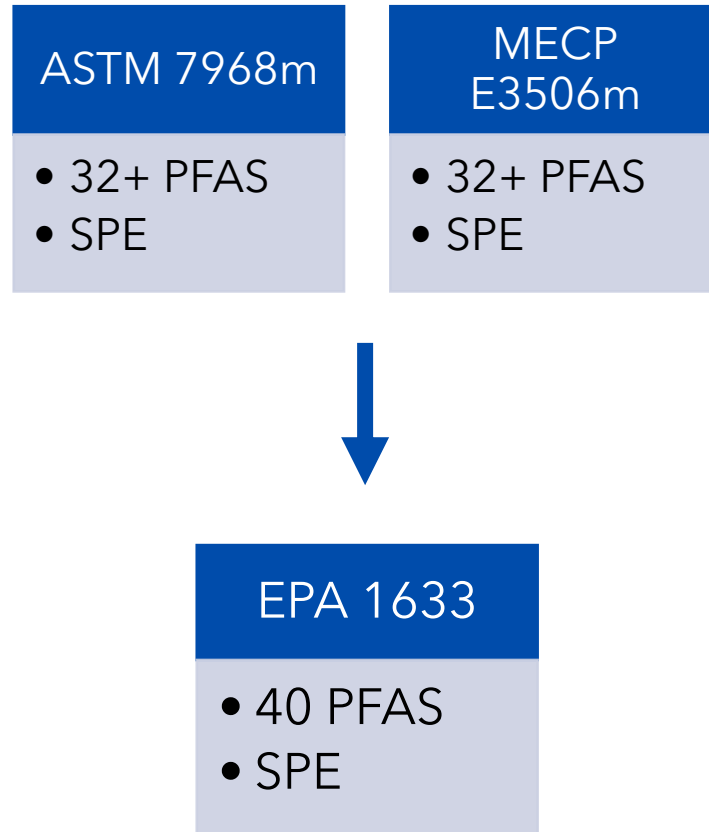 ASTM 7968m
• 32+ PFAS
• SPE
MECP
E3506m
• 32+ PFAS
• SPE
EPA 1633
• 40 PFAS
• SPE